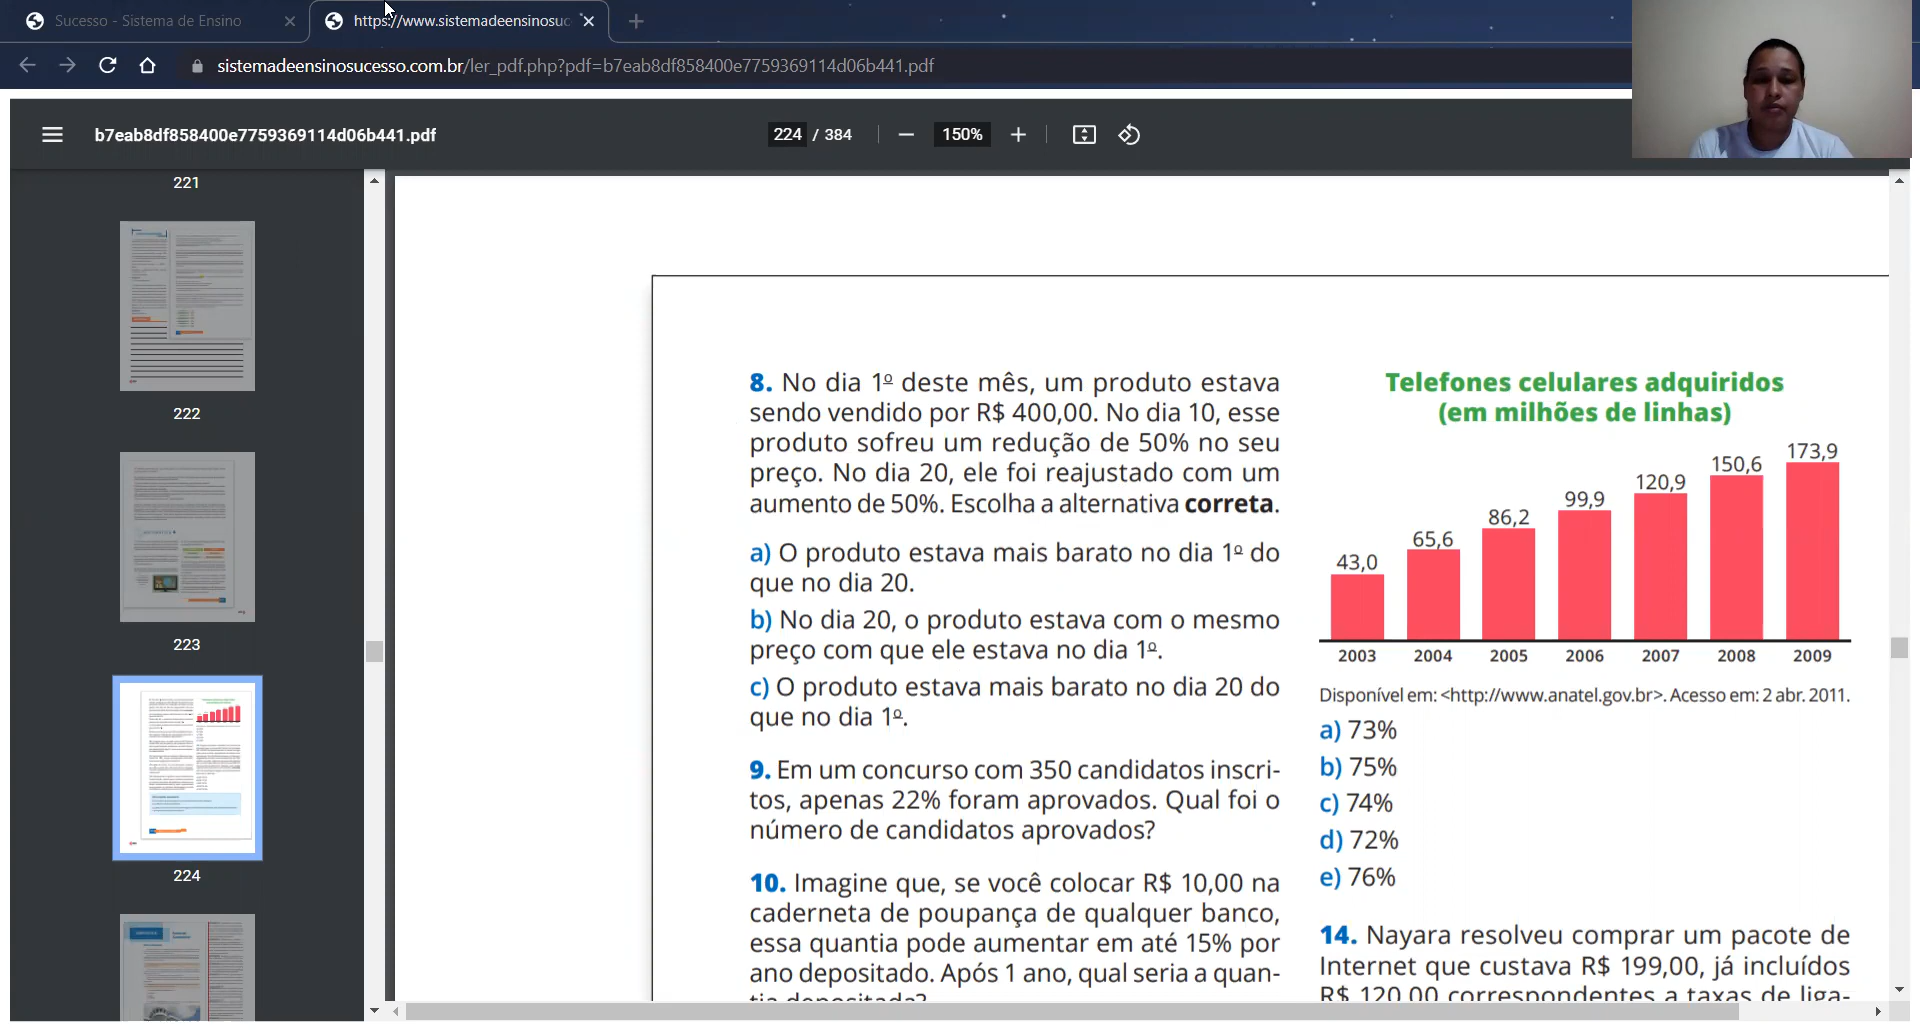 Sucesso - Sistema de Ensino
https://www.sistemadeensinosuc
sistemadeensinosucesso.com.br/ler_pdf.php?pdf=b7eab8df858400e7759369114d06b441.pdf
b7eab8df858400e7759369114d06b441.pdf
224 / 384
150%
221
222
223
224
8. No dia 1º deste mês, um produto estava
sendo vendido por R$ 400,00. No dia 10, esse
produto sofreu um redução de 50% no seu
preço. No dia 20, ele foi reajustado com um
aumento de 50%. Escolha a alternativa correta.
a) O produto estava mais barato no dia 1º do
que no dia 20.
b) No dia 20, o produto estava com o mesmo
preço com que ele estava no dia 1º.
c) O produto estava mais barato no dia 20 do
que no dia 1º.
9. Em um concurso com 350 candidatos inscri-
tos, apenas 22% foram aprovados. Qual foi o
número de candidatos aprovados?
10. Imagine que, se você colocar R$ 10,00 na
caderneta de poupança de qualquer banco,
essa quantia pode aumentar em até 15% por
ano depositado. Após 1 ano, qual seria a quan-
tia depositada?
Telefones celulares adquiridos
(em milhões de linhas)
43,0 65,6 86,2 99,9 120,9 150,6 173,9
2003 2004 2005 2006 2007 2008 2009
Disponível em: <http://www.anatel.gov.br>. Acesso em: 2 abr. 2011.
a) 73%
b) 75%
c) 74%
d) 72%
e) 76%
14. Nayara resolveu comprar um pacote de
Internet que custava R$ 199,00, já incluídos
R$ 120,00 correspondentes a taxas de liga-